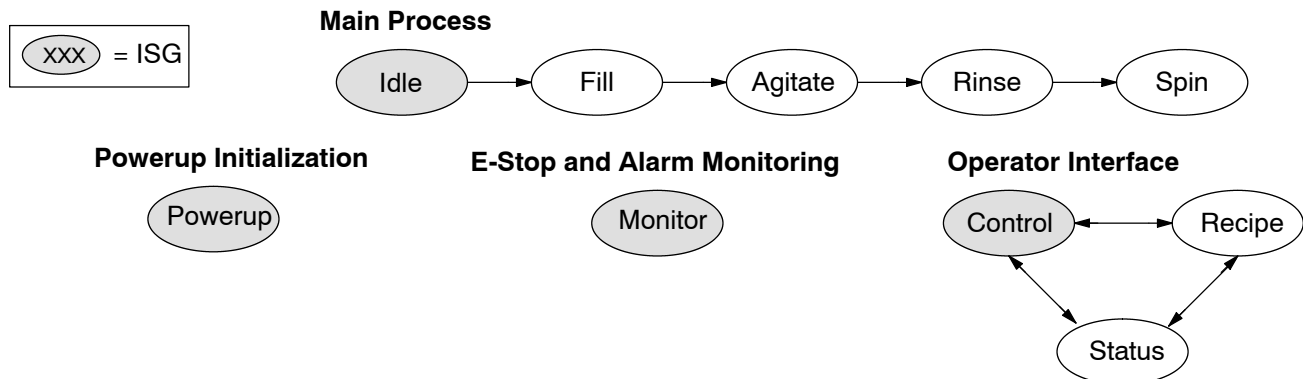 Main Process
XXX = ISG
Idle Fill Agitate Rinse Spin
Powerup Initialization E-Stop and Alarm Monitoring Operator Interface
Powerup Monitor Control Recipe
Status